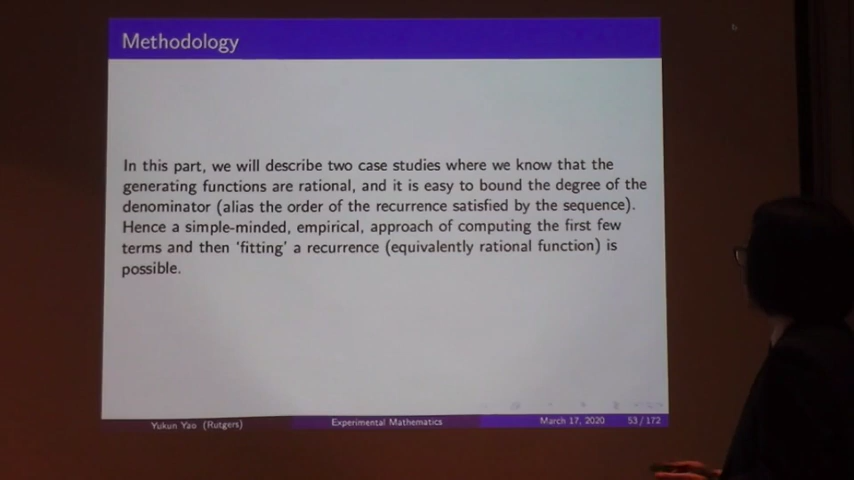 Methodology
In this part, we will describe two case studies where we know that the
generating functions are rational, and it is easy to bound the degree of the
denominator (alias the order of the recurrence satisfied by the sequence).
Hence a simple-minded, empirical, approach of computing the first few
terms and then 'fitting' a recurrence (equivalently rational function) is
possible.
Yukun Yao (Rutgers) Experimental Mathematics March 17, 2020 53 / 172